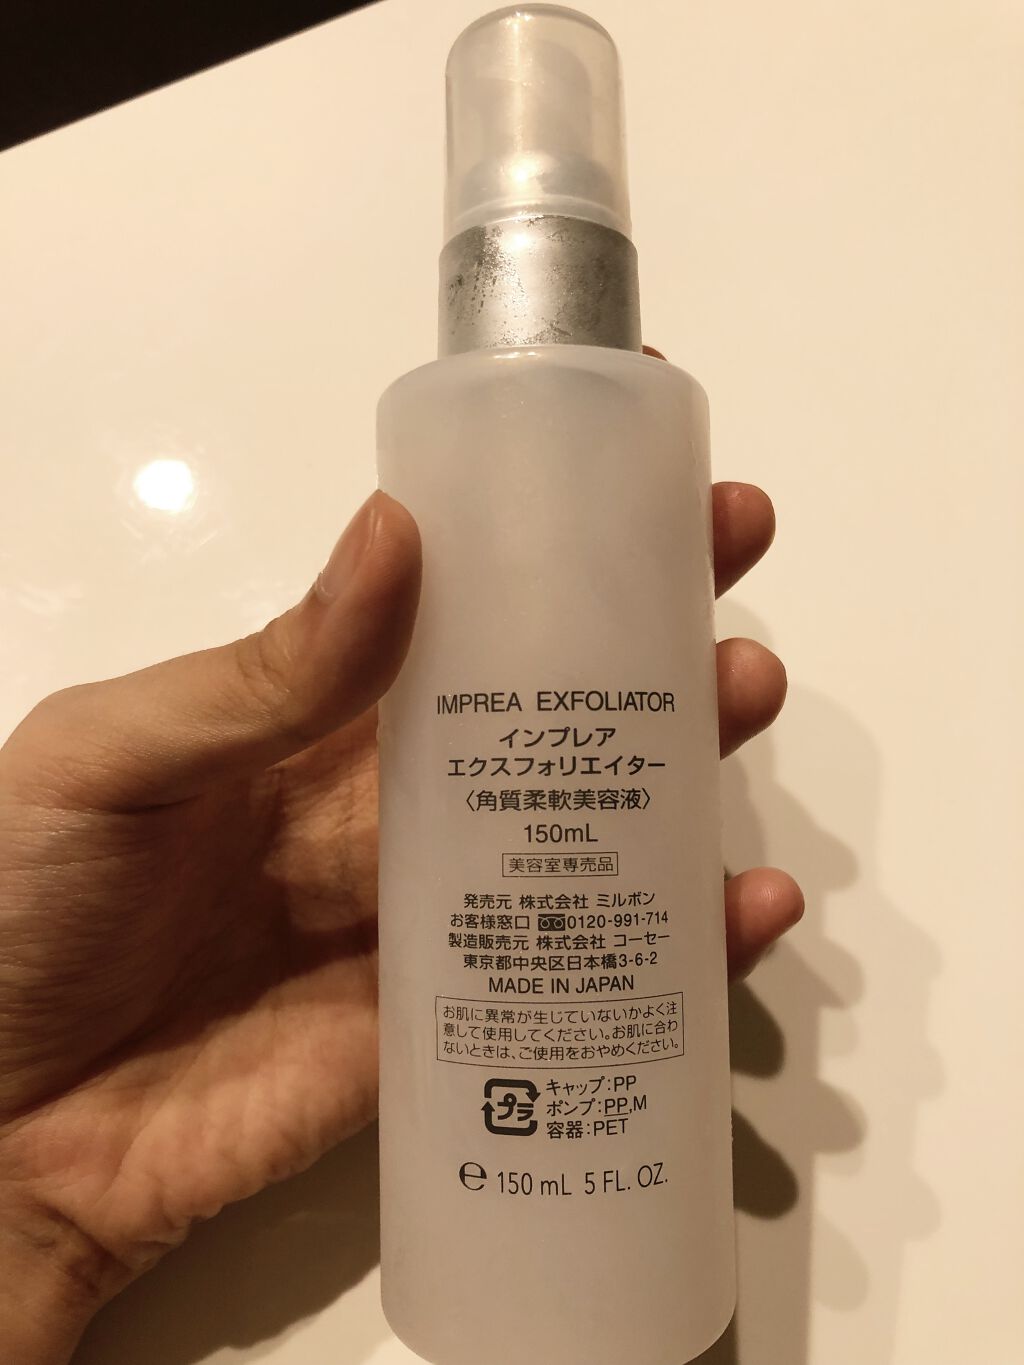 IMPREA EXFOLIATOR
インプレア
エクスフォリエイター
〈角質柔軟美容液〉
150mL
美容室専売品
発売元 株式会社 ミルボン
お客様窓口 0120-991-714
製造販売元 株式会社 コーセー
東京都中央区日本橋3-6-2
MADE IN JAPAN
お肌に異常が生じていないかよく注
意して使用してください。お肌に合わ
ないときは、ご使用をおやめください。
プラ
キャップ:PP
ポンプ:PP,M
容器:PET
℮ 150 mL 5 FL. OZ.